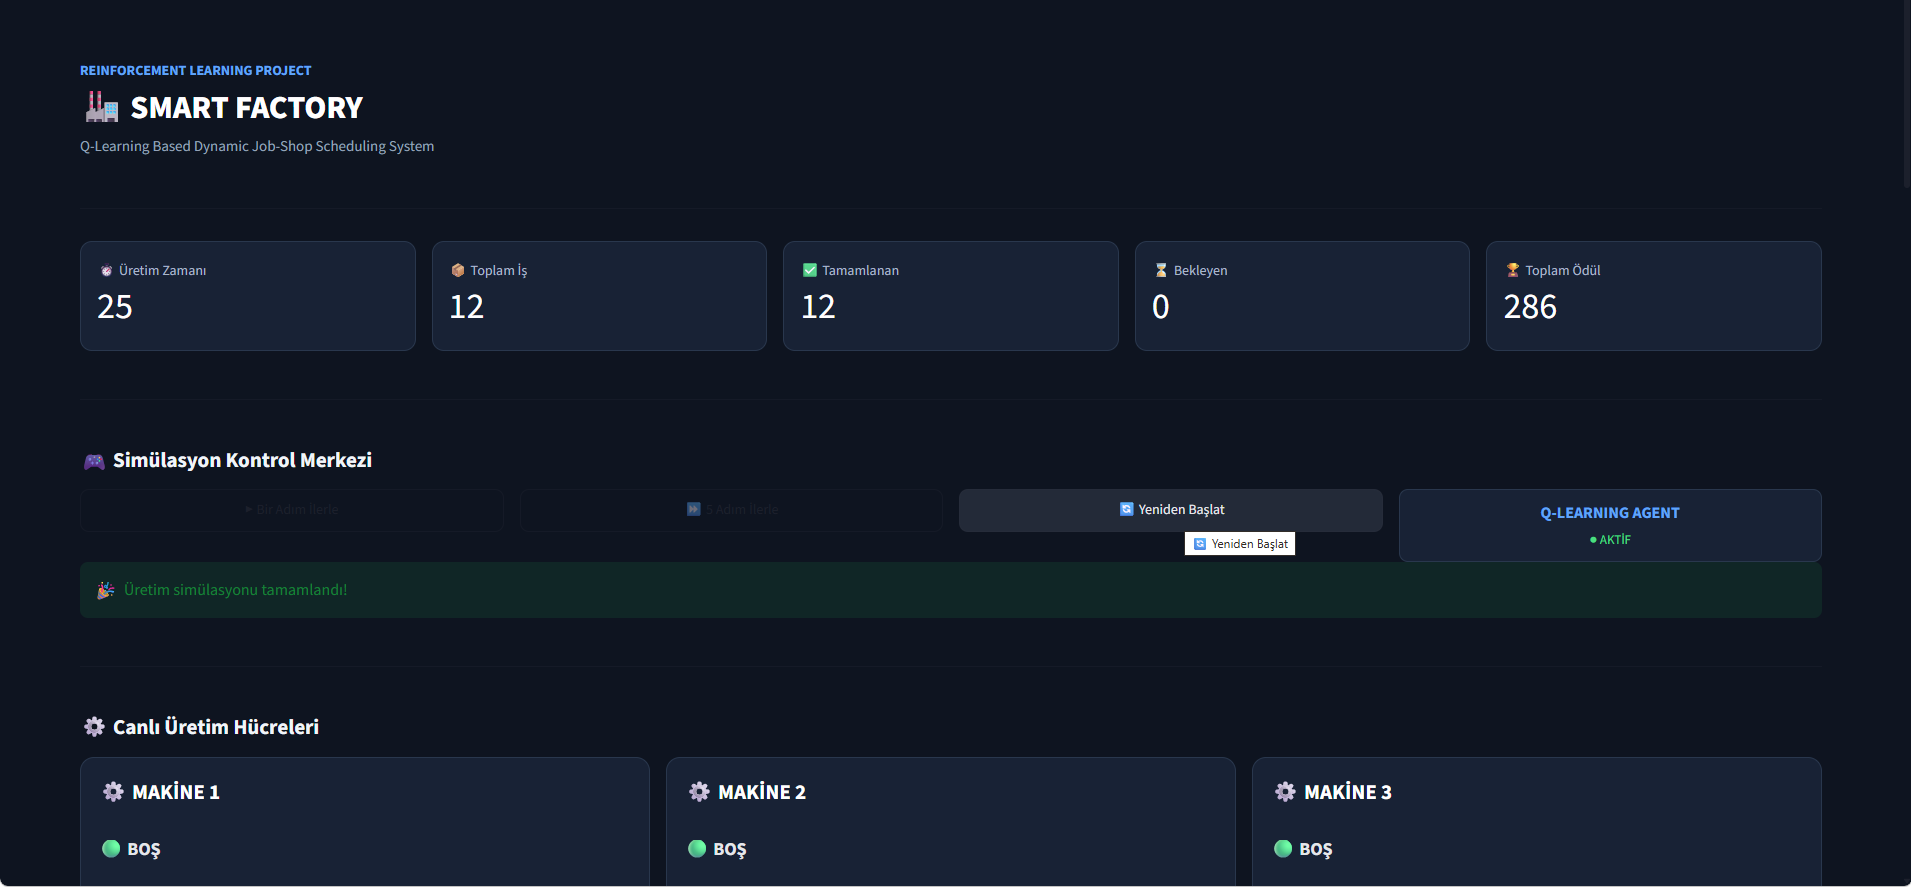 REINFORCEMENT LEARNING PROJECT
SMART FACTORY
Q-Learning Based Dynamic Job-Shop Scheduling System
Üretim Zamanı
25
Toplam İş
12
Tamamlanan
12
Bekleyen
0
Toplam Ödül
286
Simülasyon Kontrol Merkezi
Bir Adım İlerle
5 Adım İlerle
Yeniden Başlat
Yeniden Başlat
Q-LEARNING AGENT
● AKTİF
Üretim simülasyonu tamamlandı!
Canlı Üretim Hücreleri
MAKİNE 1
BOŞ
MAKİNE 2
BOŞ
MAKİNE 3
BOŞ